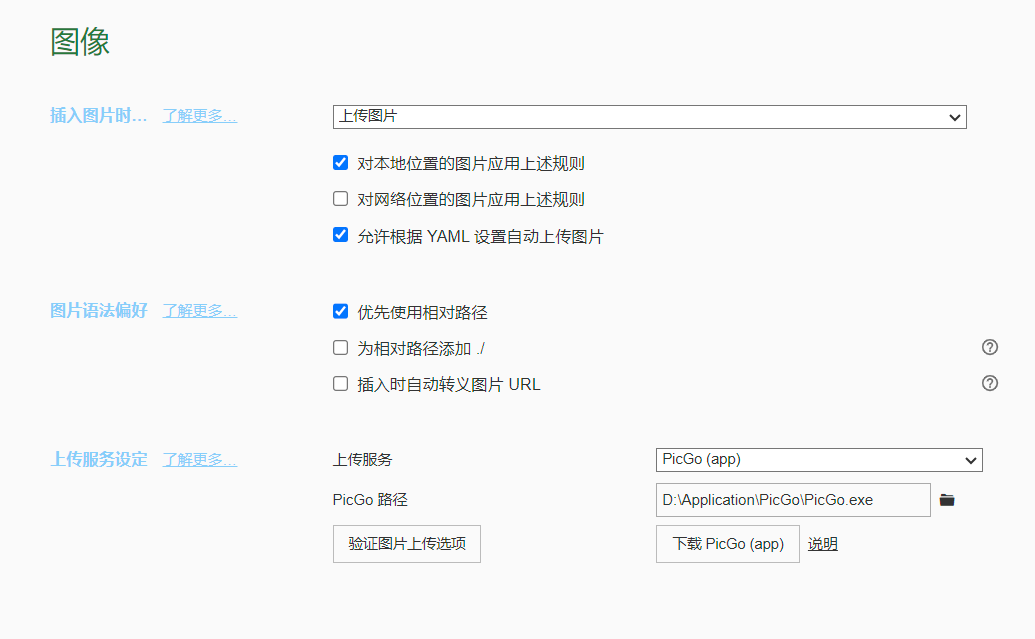 图像
插入图片时... 了解更多... 上传图片
对本地位置的图片应用上述规则
对网络位置的图片应用上述规则
允许根据 YAML 设置自动上传图片
图片语法偏好 了解更多... 优先使用相对路径
为相对路径添加 ./
插入时自动转义图片 URL
上传服务设定 了解更多... 上传服务 PicGo (app)
PicGo 路径 D:\Application\PicGo\PicGo.exe
验证图片上传选项 下载 PicGo (app) 说明